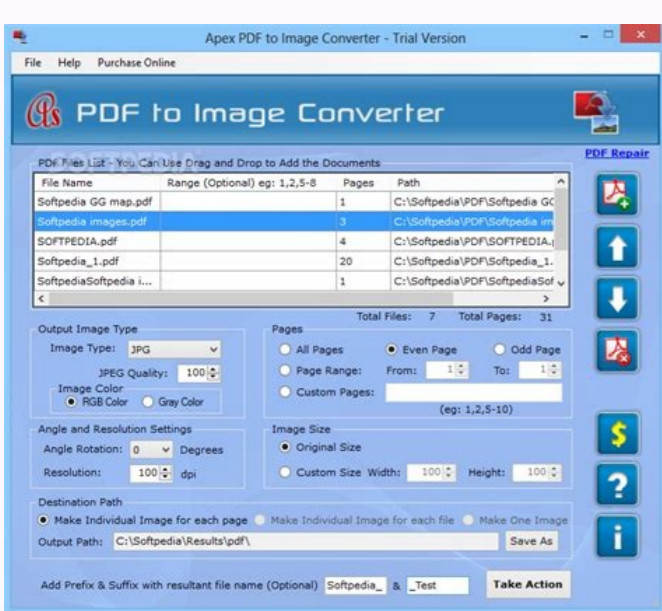 Apex PDF to Image Converter - Trial Version
File Help Purchase Online
PDF to Image Converter
SOFTPEDIA
PDF Repair
PDF Files List - You Can Use Drag and Drop to Add the Documents
File Name Range (Optional) eg: 1,2,5-8 Pages Path
Softpedia GG map.pdf 1 C:\Softpedia\PDF\Softpedia GG
Softpedia images.pdf 3 C:\Softpedia\PDF\Softpedia im
SOFTPEDIA.pdf 4 C:\Softpedia\PDF\SOFTPEDIA.
Softpedia_1.pdf 20 C:\Softpedia\PDF\Softpedia_1.
SoftpediaSoftpedia i... 1 C:\Softpedia\PDF\SoftpediaSof
Total Files: 7 Total Pages: 31
Output Image Type
Image Type: JPG
JPEG Quality: 100
Image Color
RGB Color Gray Color
Pages
All Pages Even Page Odd Page
Page Range: From: 1 To: 1
Custom Pages:
(eg: 1,2,5-10)
Angle and Resolution Settings
Angle Rotation: 0 Degrees
Resolution: 100 dpi
Image Size
Original Size
Custom Size Width: 100 Height: 100
Destination Path
Make Individual Image for each page Make Individual Image for each file Make One Image
Output Path: C:\Softpedia\Results\pdf\ Save As
Add Prefix & Suffix with resultant file name (Optional) Softpedia_ & _Test Take Action